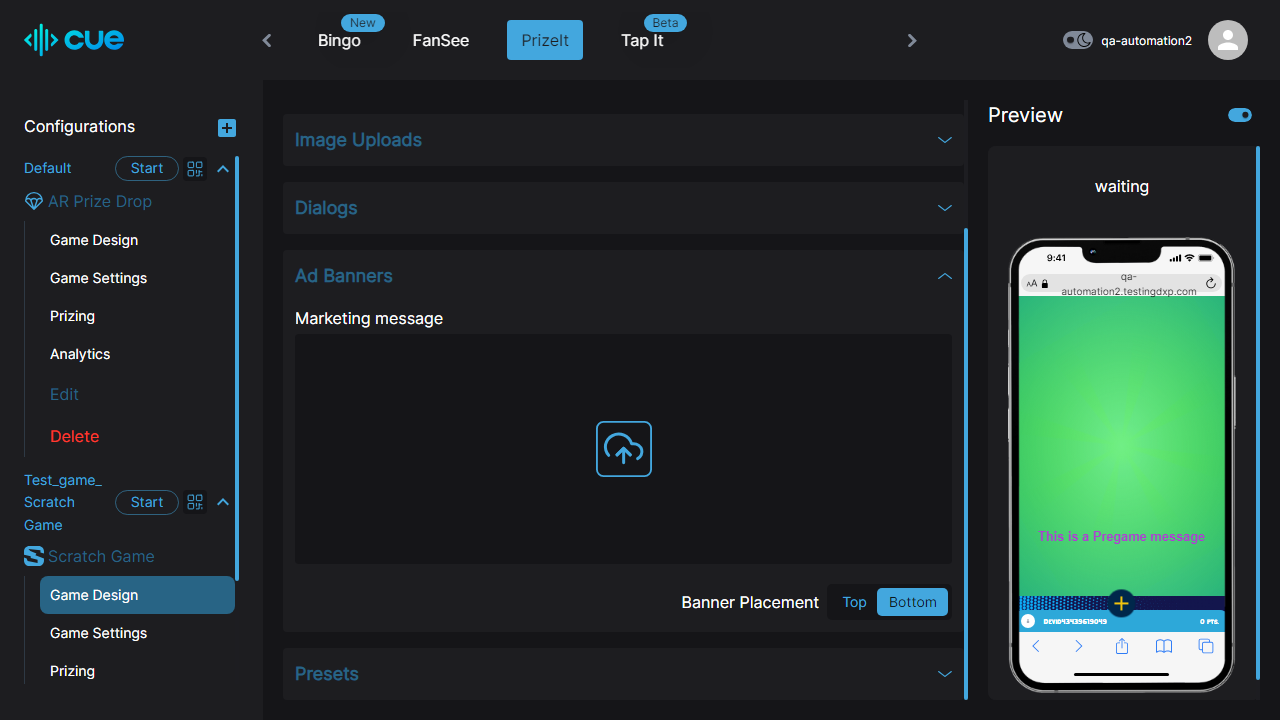 cue
New
Bingo
FanSee
PrizeIt
Beta
Tap It
qa-automation2
Configurations
Default
Start
AR Prize Drop
Game Design
Game Settings
Prizing
Analytics
Edit
Delete
Test_game_
Scratch
Game
Start
Scratch Game
Game Design
Game Settings
Prizing
Image Uploads
Dialogs
Ad Banners
Marketing message
Banner Placement
Top
Bottom
Presets
Preview
waiting
9:41
AA
qa-
automation2.testingdxp.com
This is a Pregame message
0 PTS.